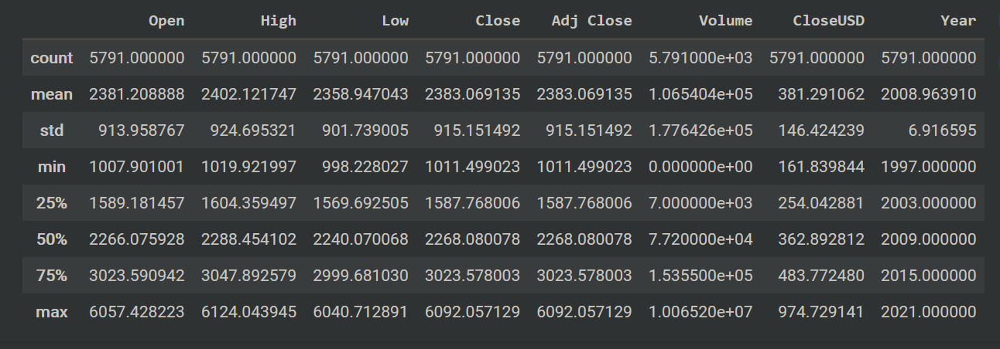 Open High Low Close Adj Close Volume CloseUSD Year
count 5791.000000 5791.000000 5791.000000 5791.000000 5791.000000 5.791000e+03 5791.000000 5791.000000
mean 2381.208888 2402.121747 2358.947043 2383.069135 2383.069135 1.065404e+05 381.291062 2008.963910
std 913.958767 924.695321 901.739005 915.151492 915.151492 1.776426e+05 146.424239 6.916595
min 1007.901001 1019.921997 998.228027 1011.499023 1011.499023 0.000000e+00 161.839844 1997.000000
25% 1589.181457 1604.359497 1569.692505 1587.768006 1587.768006 7.000000e+03 254.042881 2003.000000
50% 2266.075928 2288.454102 2240.070068 2268.080078 2268.080078 7.720000e+04 362.892812 2009.000000
75% 3023.590942 3047.892579 2999.681030 3023.578003 3023.578003 1.535500e+05 483.772480 2015.000000
max 6057.428223 6124.043945 6040.712891 6092.057129 6092.057129 1.006520e+07 974.729141 2021.000000